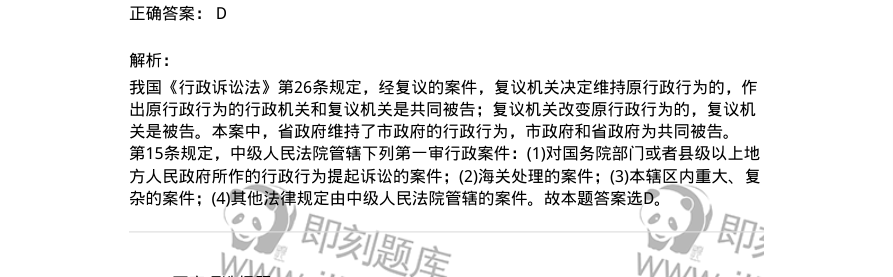 正确答案： D
解析：
我国《行政诉讼法》第26条规定，经复议的案件，复议机关决定维持原行政行为的，作
出原行政行为的行政机关和复议机关是共同被告；复议机关改变原行政行为的，复议机
关是被告。本案中，省政府维持了市政府的行政行为，市政府和省政府为共同被告。
第15条规定，中级人民法院管辖下列第一审行政案件：(1)对国务院部门或者县级以上地
方人民政府所作的行政行为提起诉讼的案件；(2)海关处理的案件；(3)本辖区内重大、复
杂的案件；(4)其他法律规定由中级人民法院管辖的案件。故本题答案选D。
即刻题库
即刻题